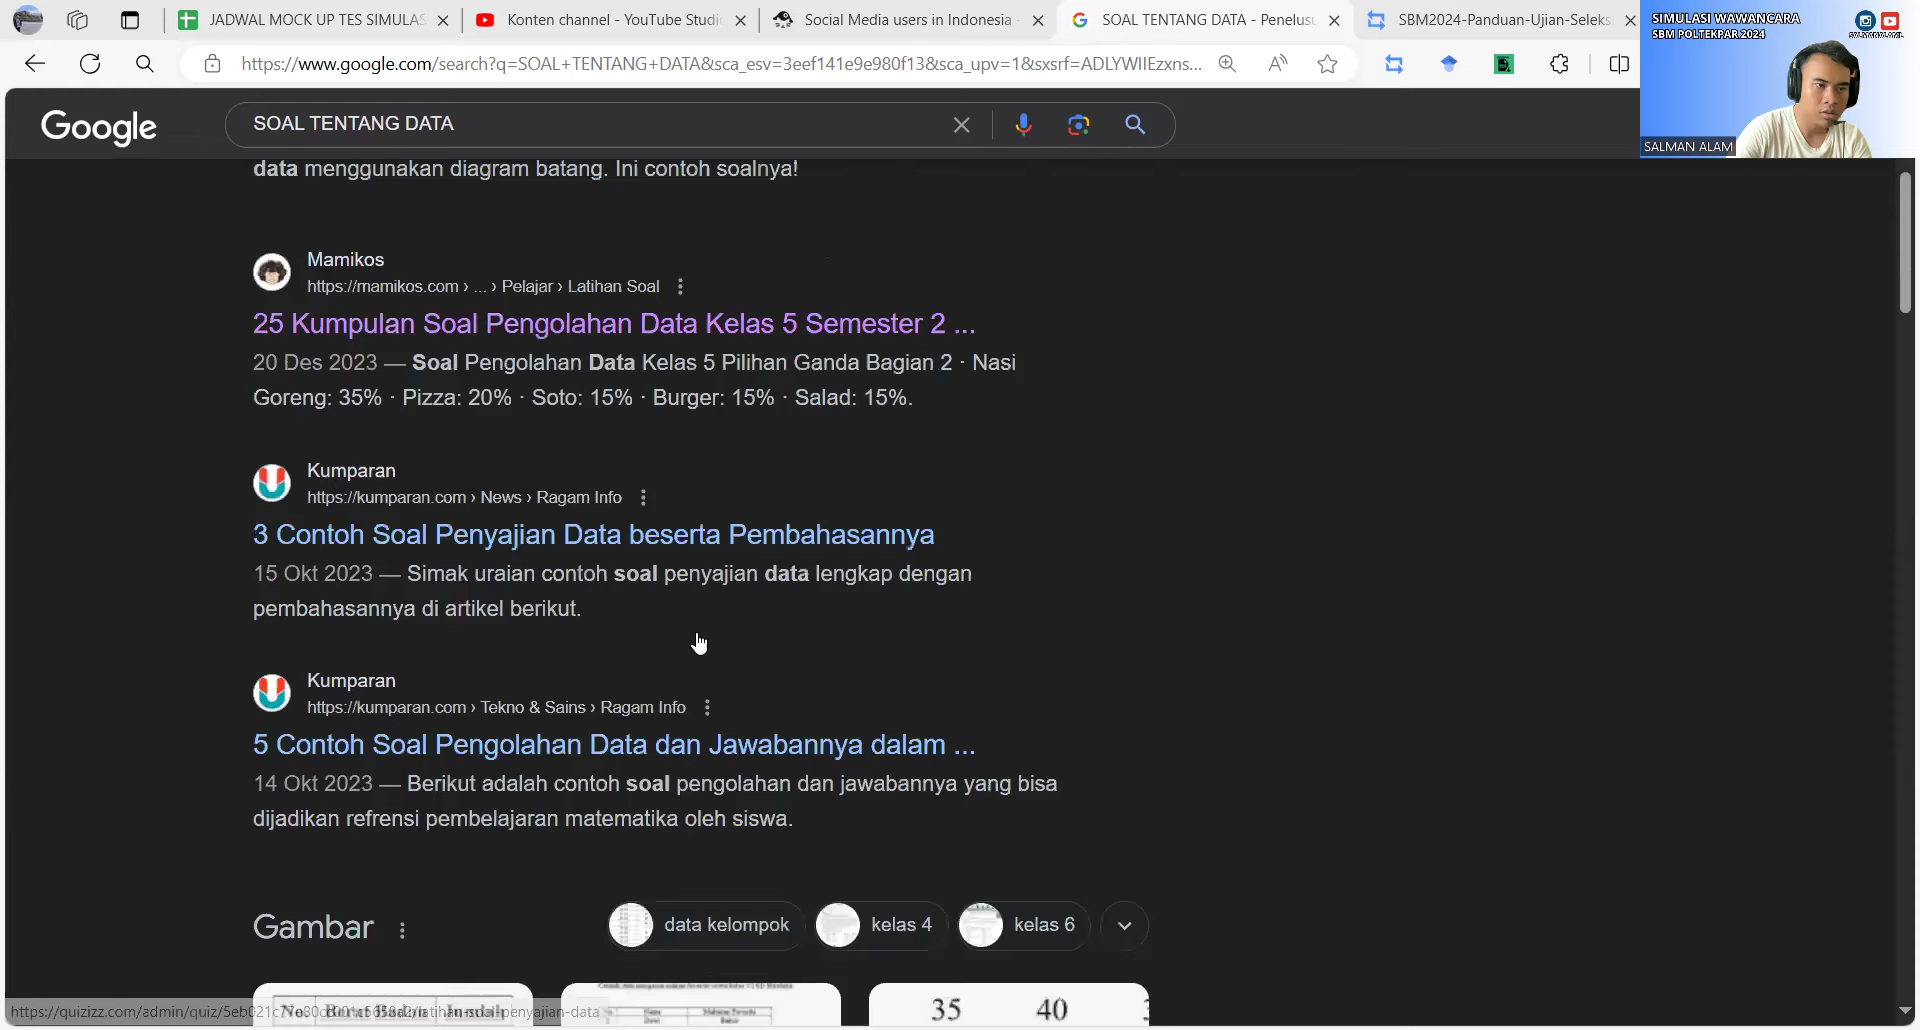 JADWAL MOCK UP TES SIMULAS
Konten channel - YouTube Studi
Social Media users in Indonesia -
SOAL TENTANG DATA - Penelusu
SBM2024-Panduan-Ujian-Seleks
SIMULASI WAWANCARA
SBM POLTEKPAR 2024
https://www.google.com/search?q=SOAL+TENTANG+DATA&sca_esv=3eef141e9e980f13&sca_upv=1&sxsrf=ADLYWIIEzxns...
SALMAN ALAM
Google
SOAL TENTANG DATA
data menggunakan diagram batang. Ini contoh soalnya!
Mamikos
https://mamikos.com › ... › Pelajar › Latihan Soal
25 Kumpulan Soal Pengolahan Data Kelas 5 Semester 2 ...
20 Des 2023 — Soal Pengolahan Data Kelas 5 Pilihan Ganda Bagian 2 · Nasi
Goreng: 35% · Pizza: 20% · Soto: 15% · Burger: 15% · Salad: 15%.
Kumparan
https://kumparan.com › News › Ragam Info
3 Contoh Soal Penyajian Data beserta Pembahasannya
15 Okt 2023 — Simak uraian contoh soal penyajian data lengkap dengan
pembahasannya di artikel berikut.
Kumparan
https://kumparan.com › Tekno & Sains › Ragam Info
5 Contoh Soal Pengolahan Data dan Jawabannya dalam ...
14 Okt 2023 — Berikut adalah contoh soal pengolahan dan jawabannya yang bisa
dijadikan refrensi pembelajaran matematika oleh siswa.
Gambar
data kelompok
kelas 4
kelas 6
35 40